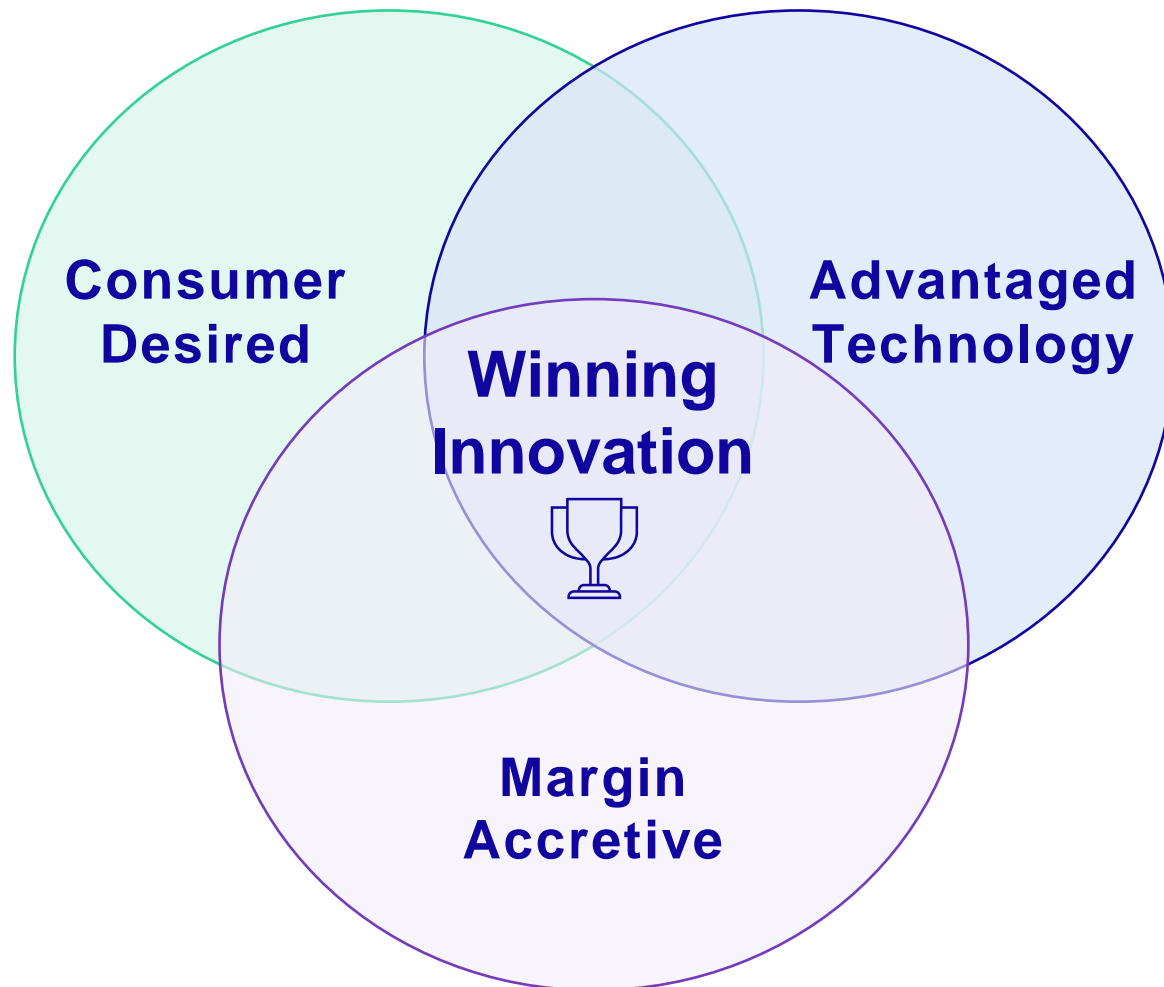 Consumer
Desired
Advantaged
Technology
Winning
Innovation
Margin
Accretive